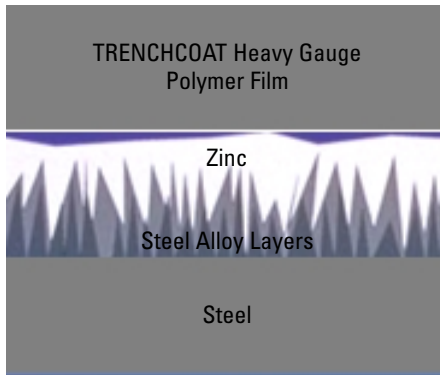 TRENCHCOAT Heavy Gauge
Polymer Film
Zinc
Steel Alloy Layers
Steel